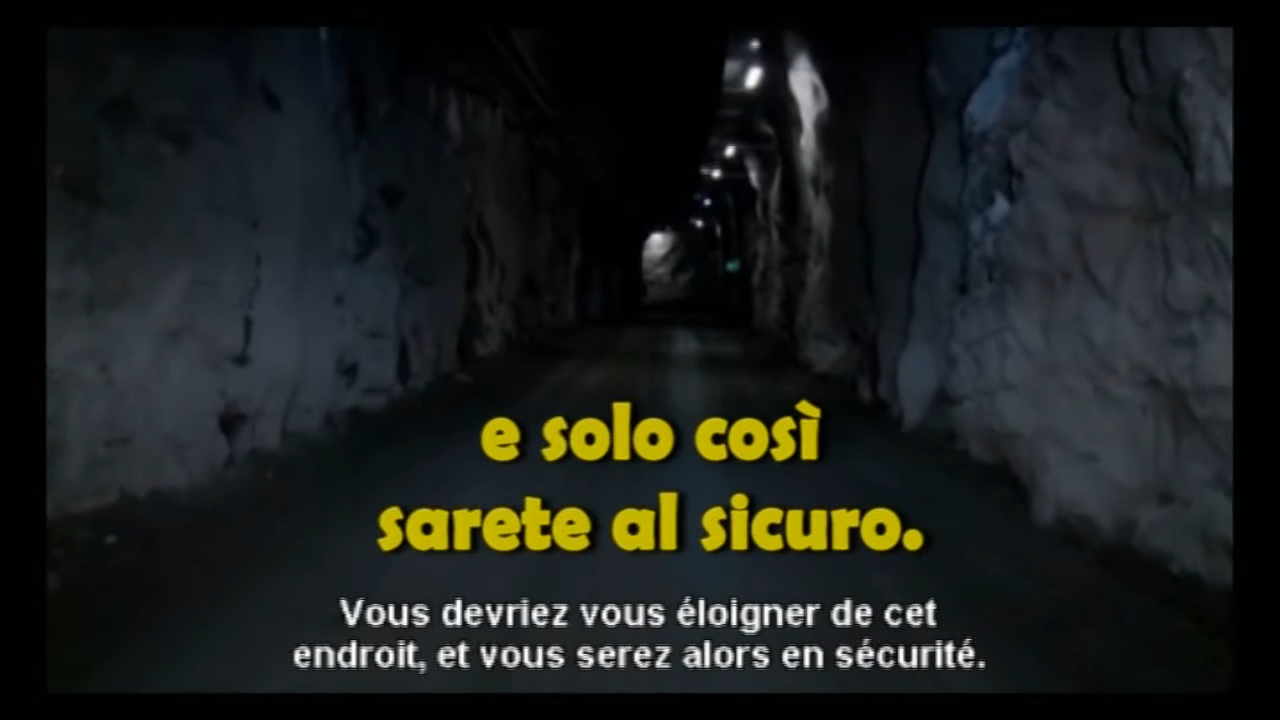 e solo così
sarete al sicuro.
Vous devriez vous éloigner de cet
endroit, et vous serez alors en sécurité.